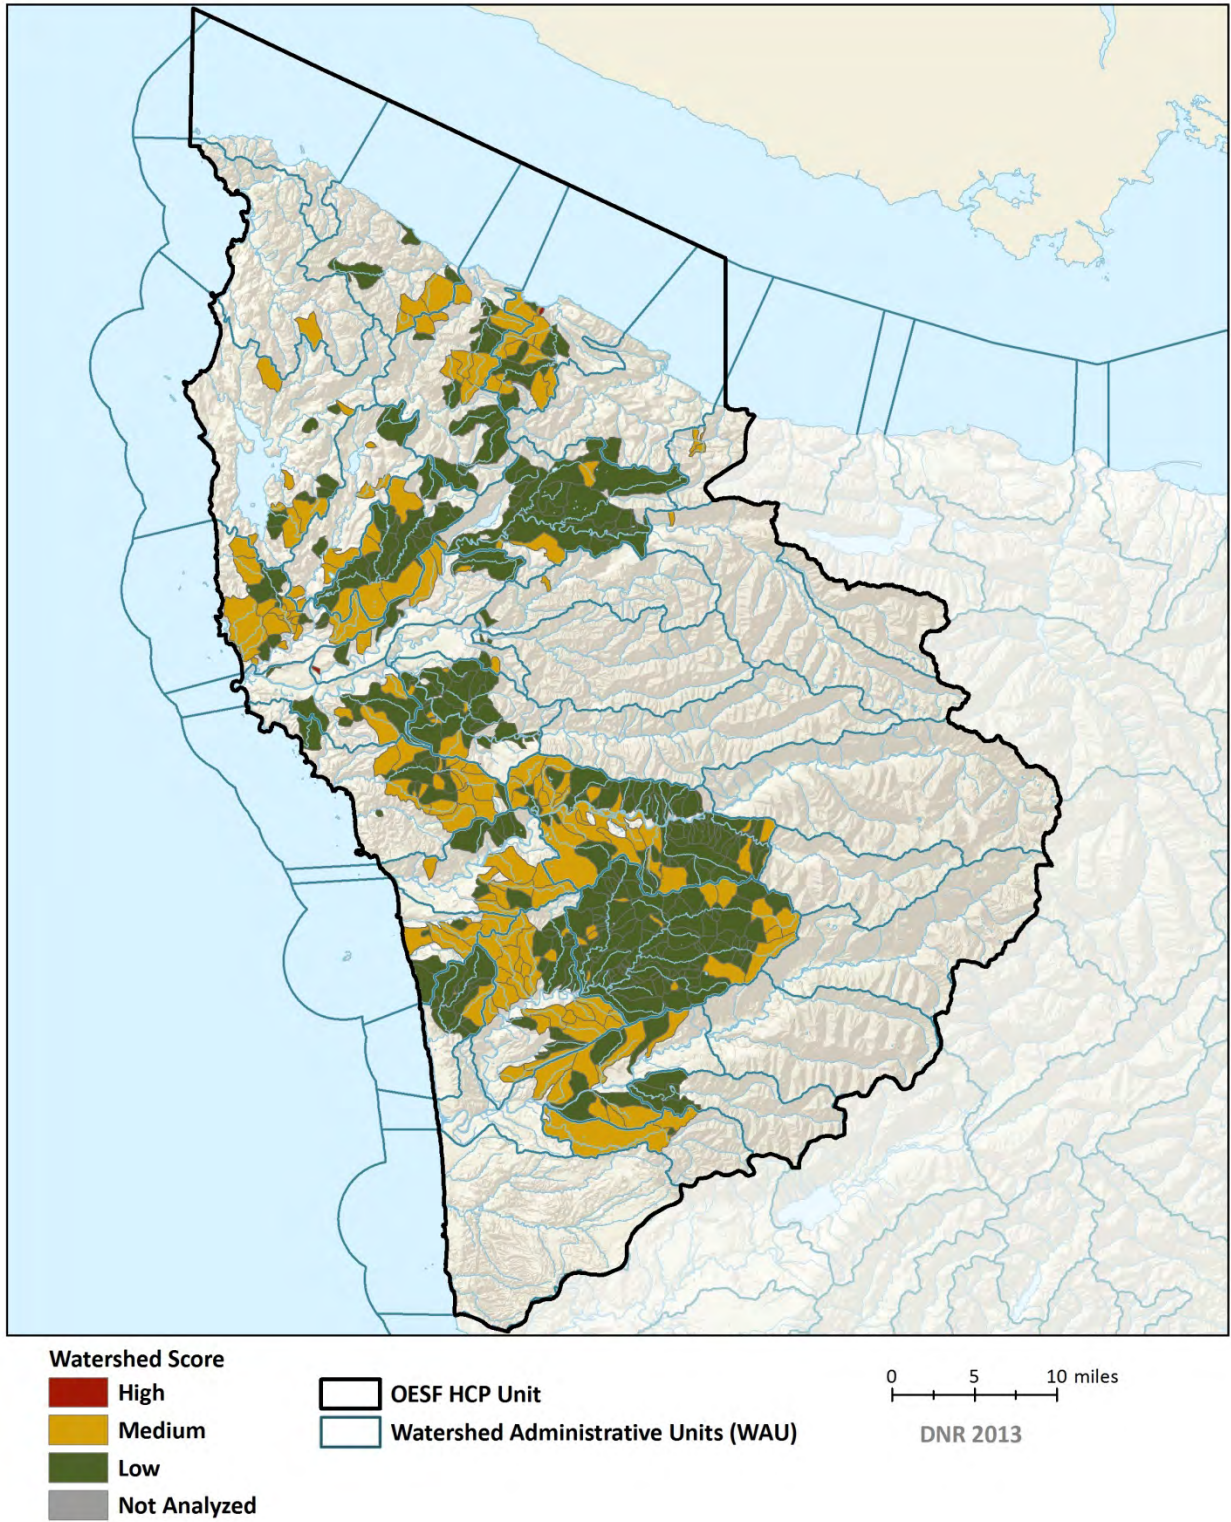 Watershed Score
High
Medium
Low
Not Analyzed
OESF HCP Unit
Watershed Administrative Units (WAU)
0 5 10 miles
DNR 2013